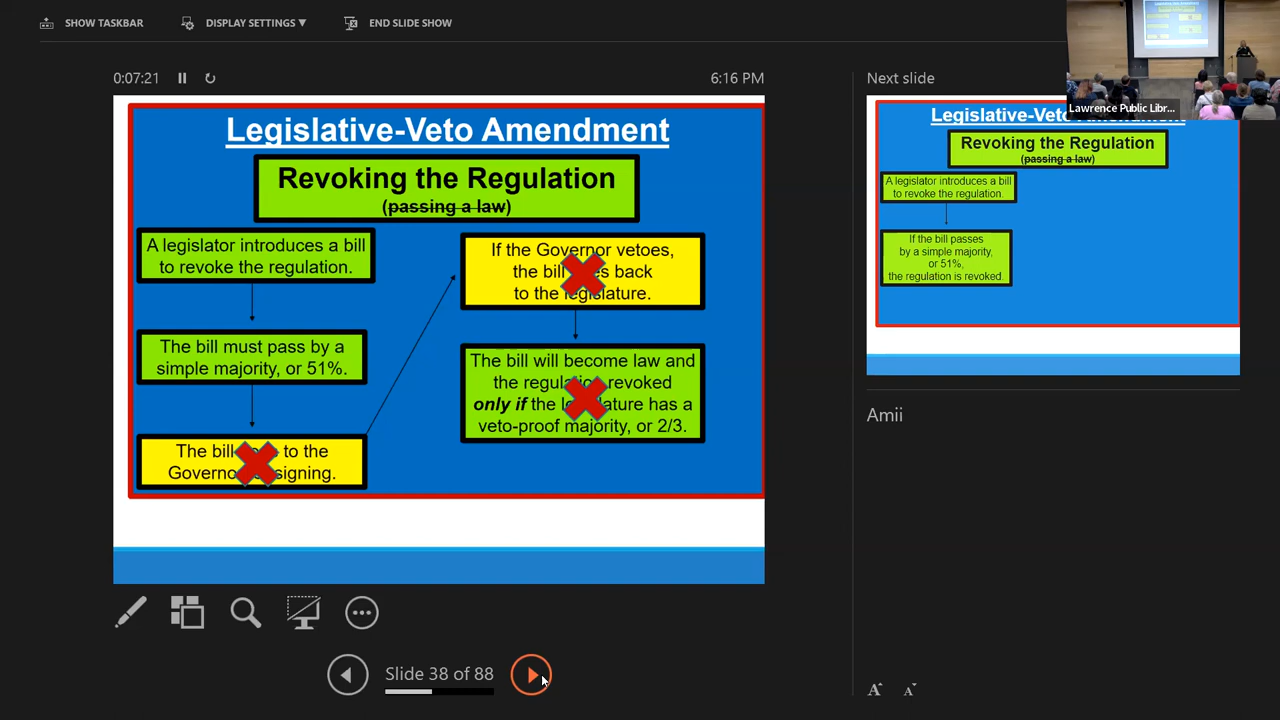 SHOW TASKBAR
DISPLAY SETTINGS ▼
END SLIDE SHOW
0:07:21
6:16 PM
Legislative-Veto Amendment
Revoking the Regulation
(passing a law)
A legislator introduces a bill
to revoke the regulation.
The bill must pass by a
simple majority, or 51%.
The bill to the
signing.
If the Governor vetoes,
the bill back
to the legislature.
The bill will become law and
the revoked
only if the has a
veto-proof majority, or 2/3.
Slide 38 of 88
Next slide
Lawrence Public Libr...
Revoking the Regulation
(passing a law)
A legislator introduces a bill
to revoke the regulation.
If the bill passes
by a simple majority,
or 51%,
the regulation is revoked.
Amii
A A